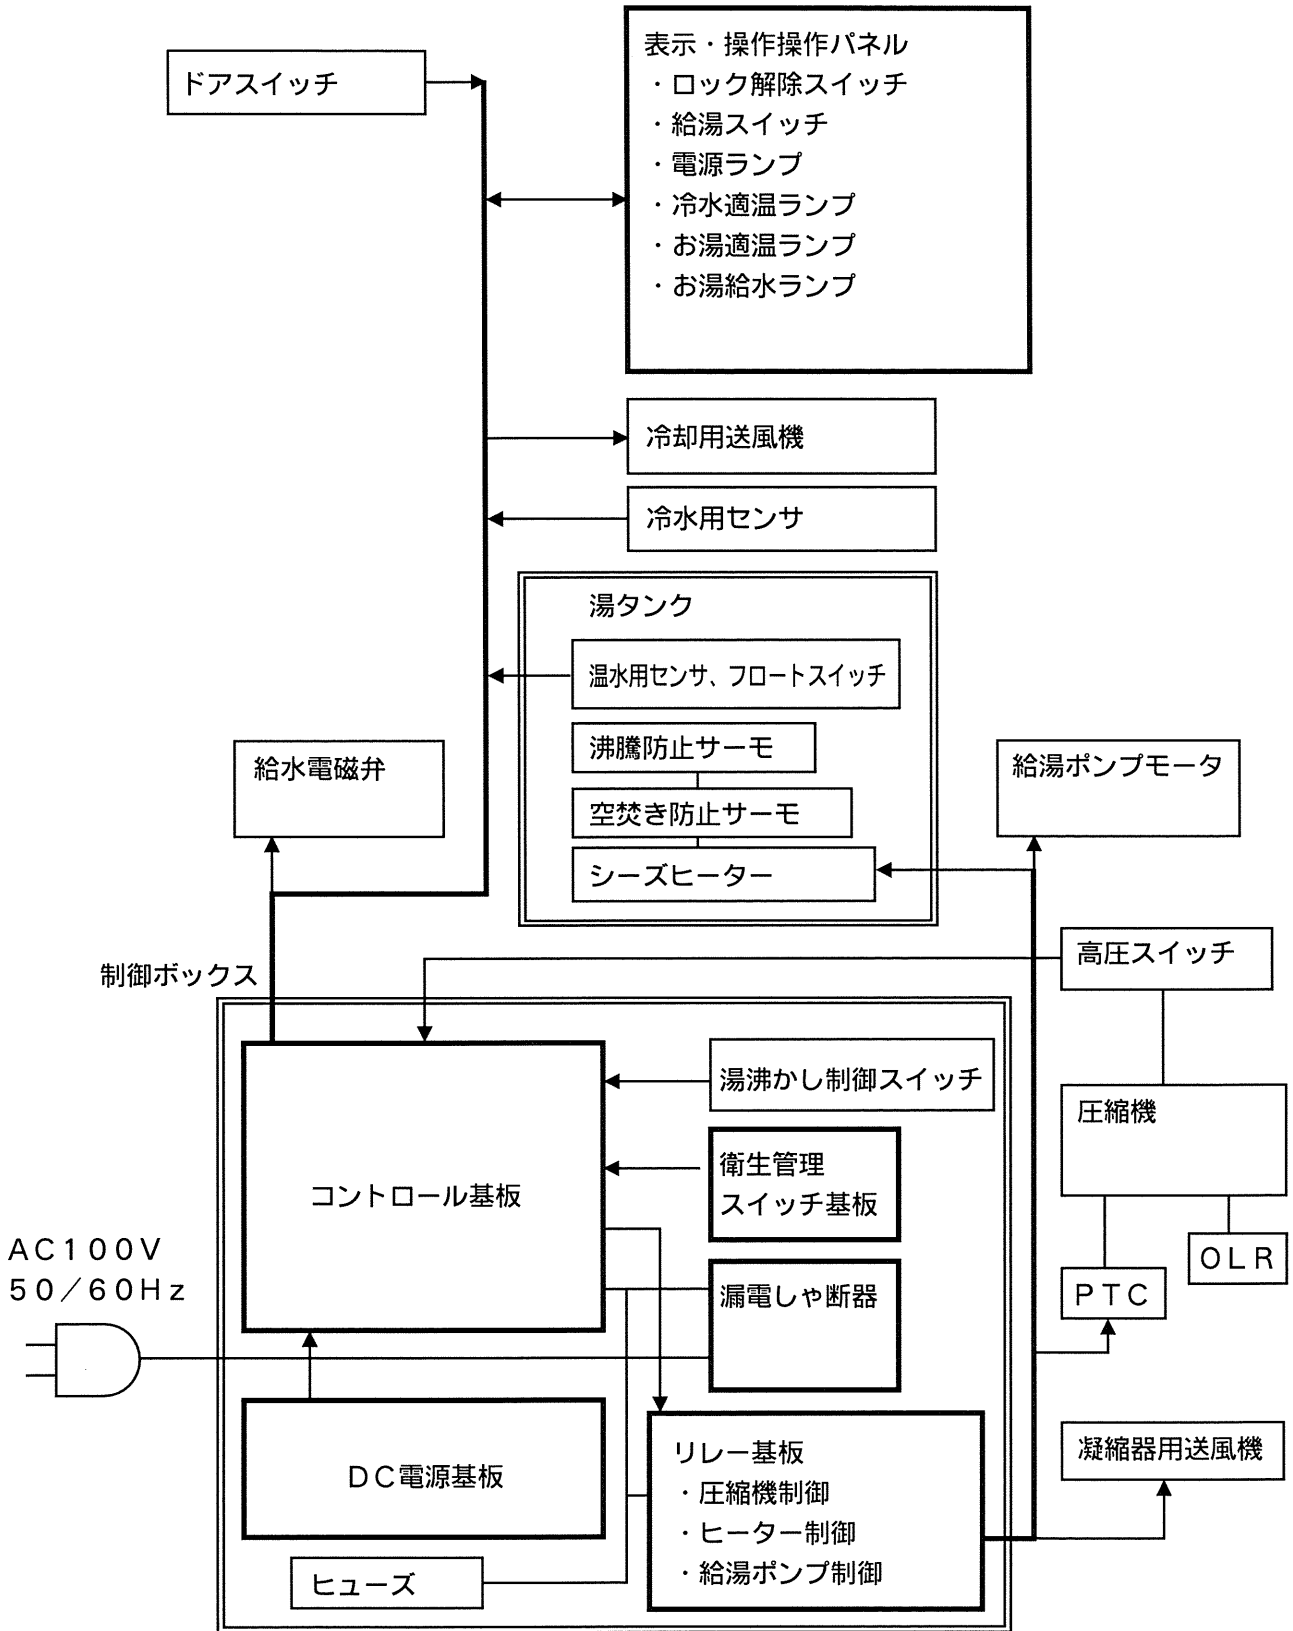 表示・操作操作パネル
・ロック解除スイッチ
・給湯スイッチ
・電源ランプ
・冷水適温ランプ
・お湯適温ランプ
・お湯給水ランプ
ドアスイッチ
冷却用送風機
冷水用センサ
湯タンク
温水用センサ、フロートスイッチ
沸騰防止サーモ
空焚き防止サーモ
シーズヒーター
給水電磁弁
給湯ポンプモータ
高圧スイッチ
制御ボックス
湯沸かし制御スイッチ
圧縮機
衛生管理
スイッチ基板
コントロール基板
AC100V
50/60Hz
漏電しゃ断器
OLR
PTC
DC電源基板
リレー基板
・圧縮機制御
・ヒーター制御
・給湯ポンプ制御
凝縮器用送風機
ヒューズ